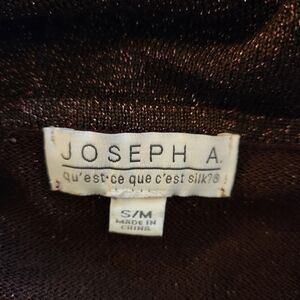 JOSEPH A.
qu'est·ce que c'est silk?®
S/M
MADE IN
CHINA